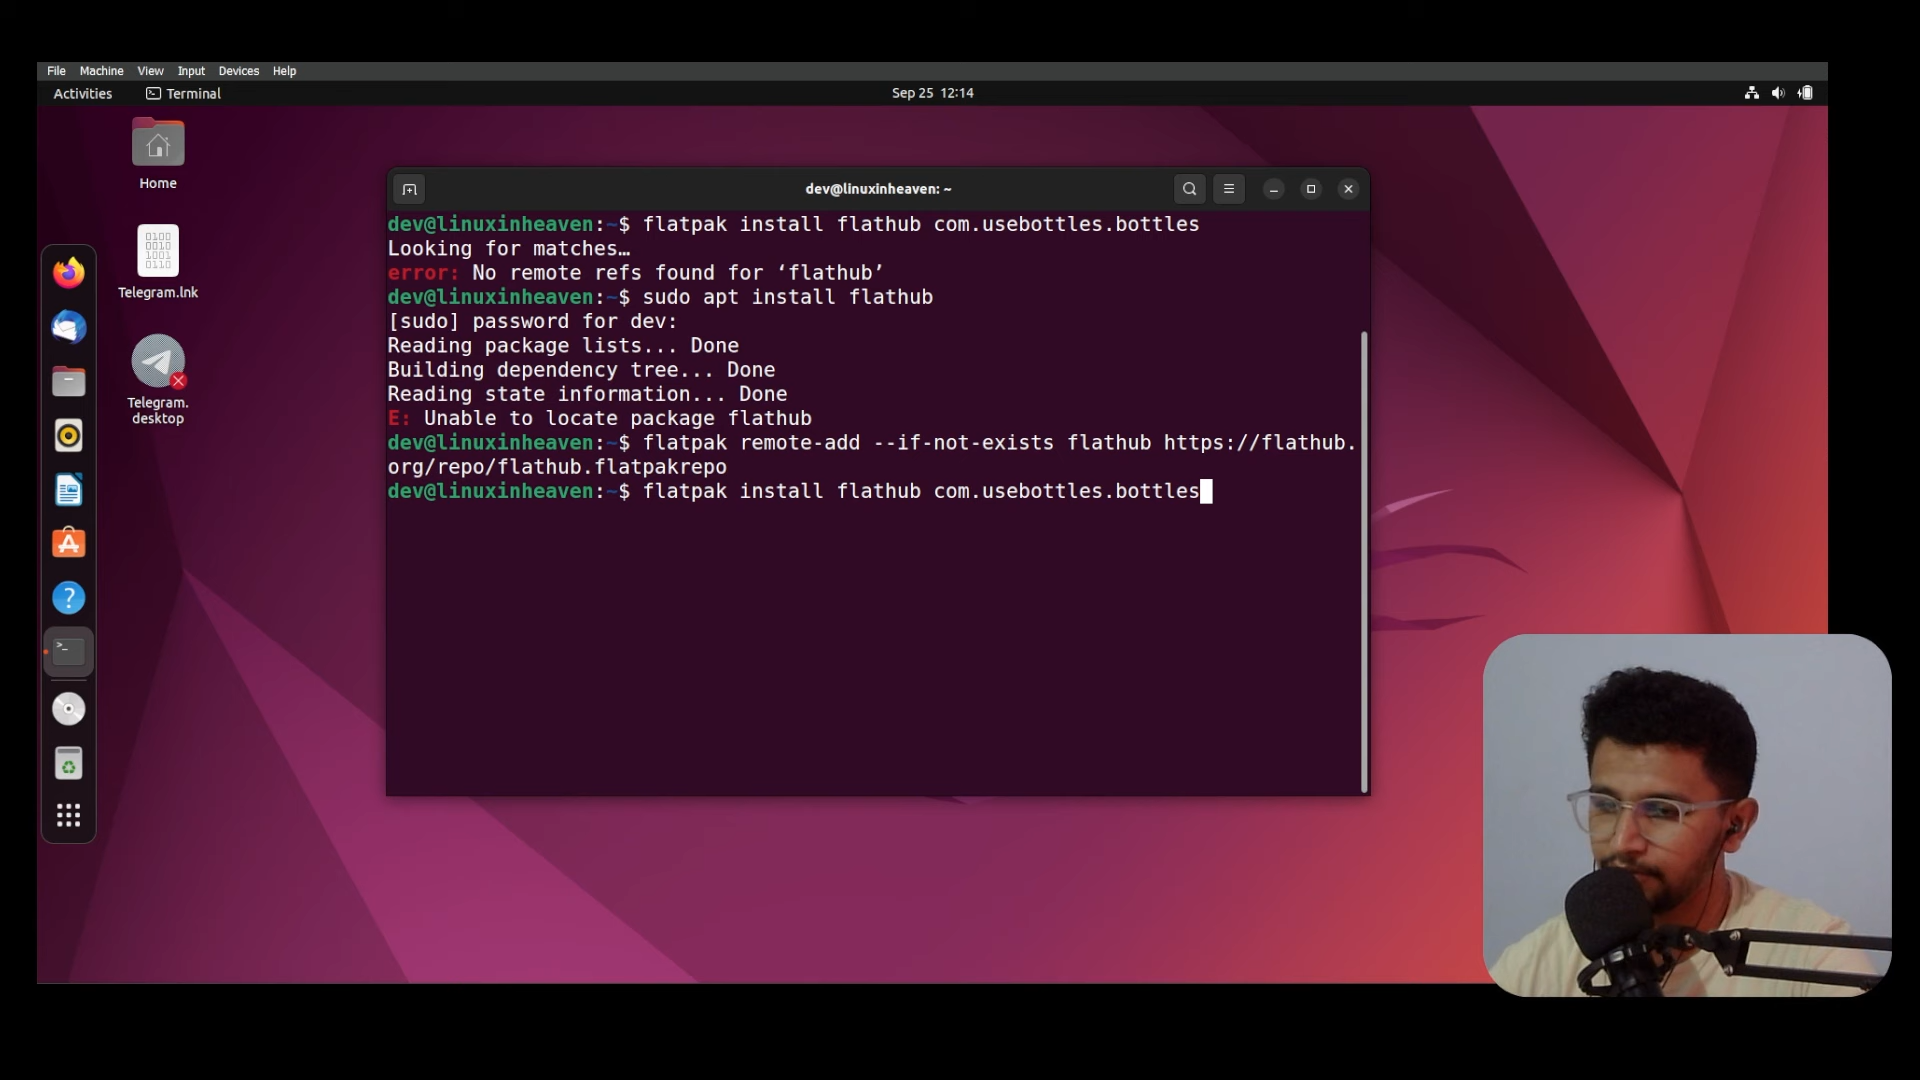 File Machine View Input Devices Help
Activities Terminal Sep 25 12:14
Home
Telegram.lnk
Telegram.
desktop
dev@linuxinheaven: ~
dev@linuxinheaven:~$ flatpak install flathub com.usebottles.bottles
Looking for matches…
error: No remote refs found for ‘flathub’
dev@linuxinheaven:~$ sudo apt install flathub
[sudo] password for dev:
Reading package lists... Done
Building dependency tree... Done
Reading state information... Done
E: Unable to locate package flathub
dev@linuxinheaven:~$ flatpak remote-add --if-not-exists flathub https://flathub.
org/repo/flathub.flatpakrepo
dev@linuxinheaven:~$ flatpak install flathub com.usebottles.bottles